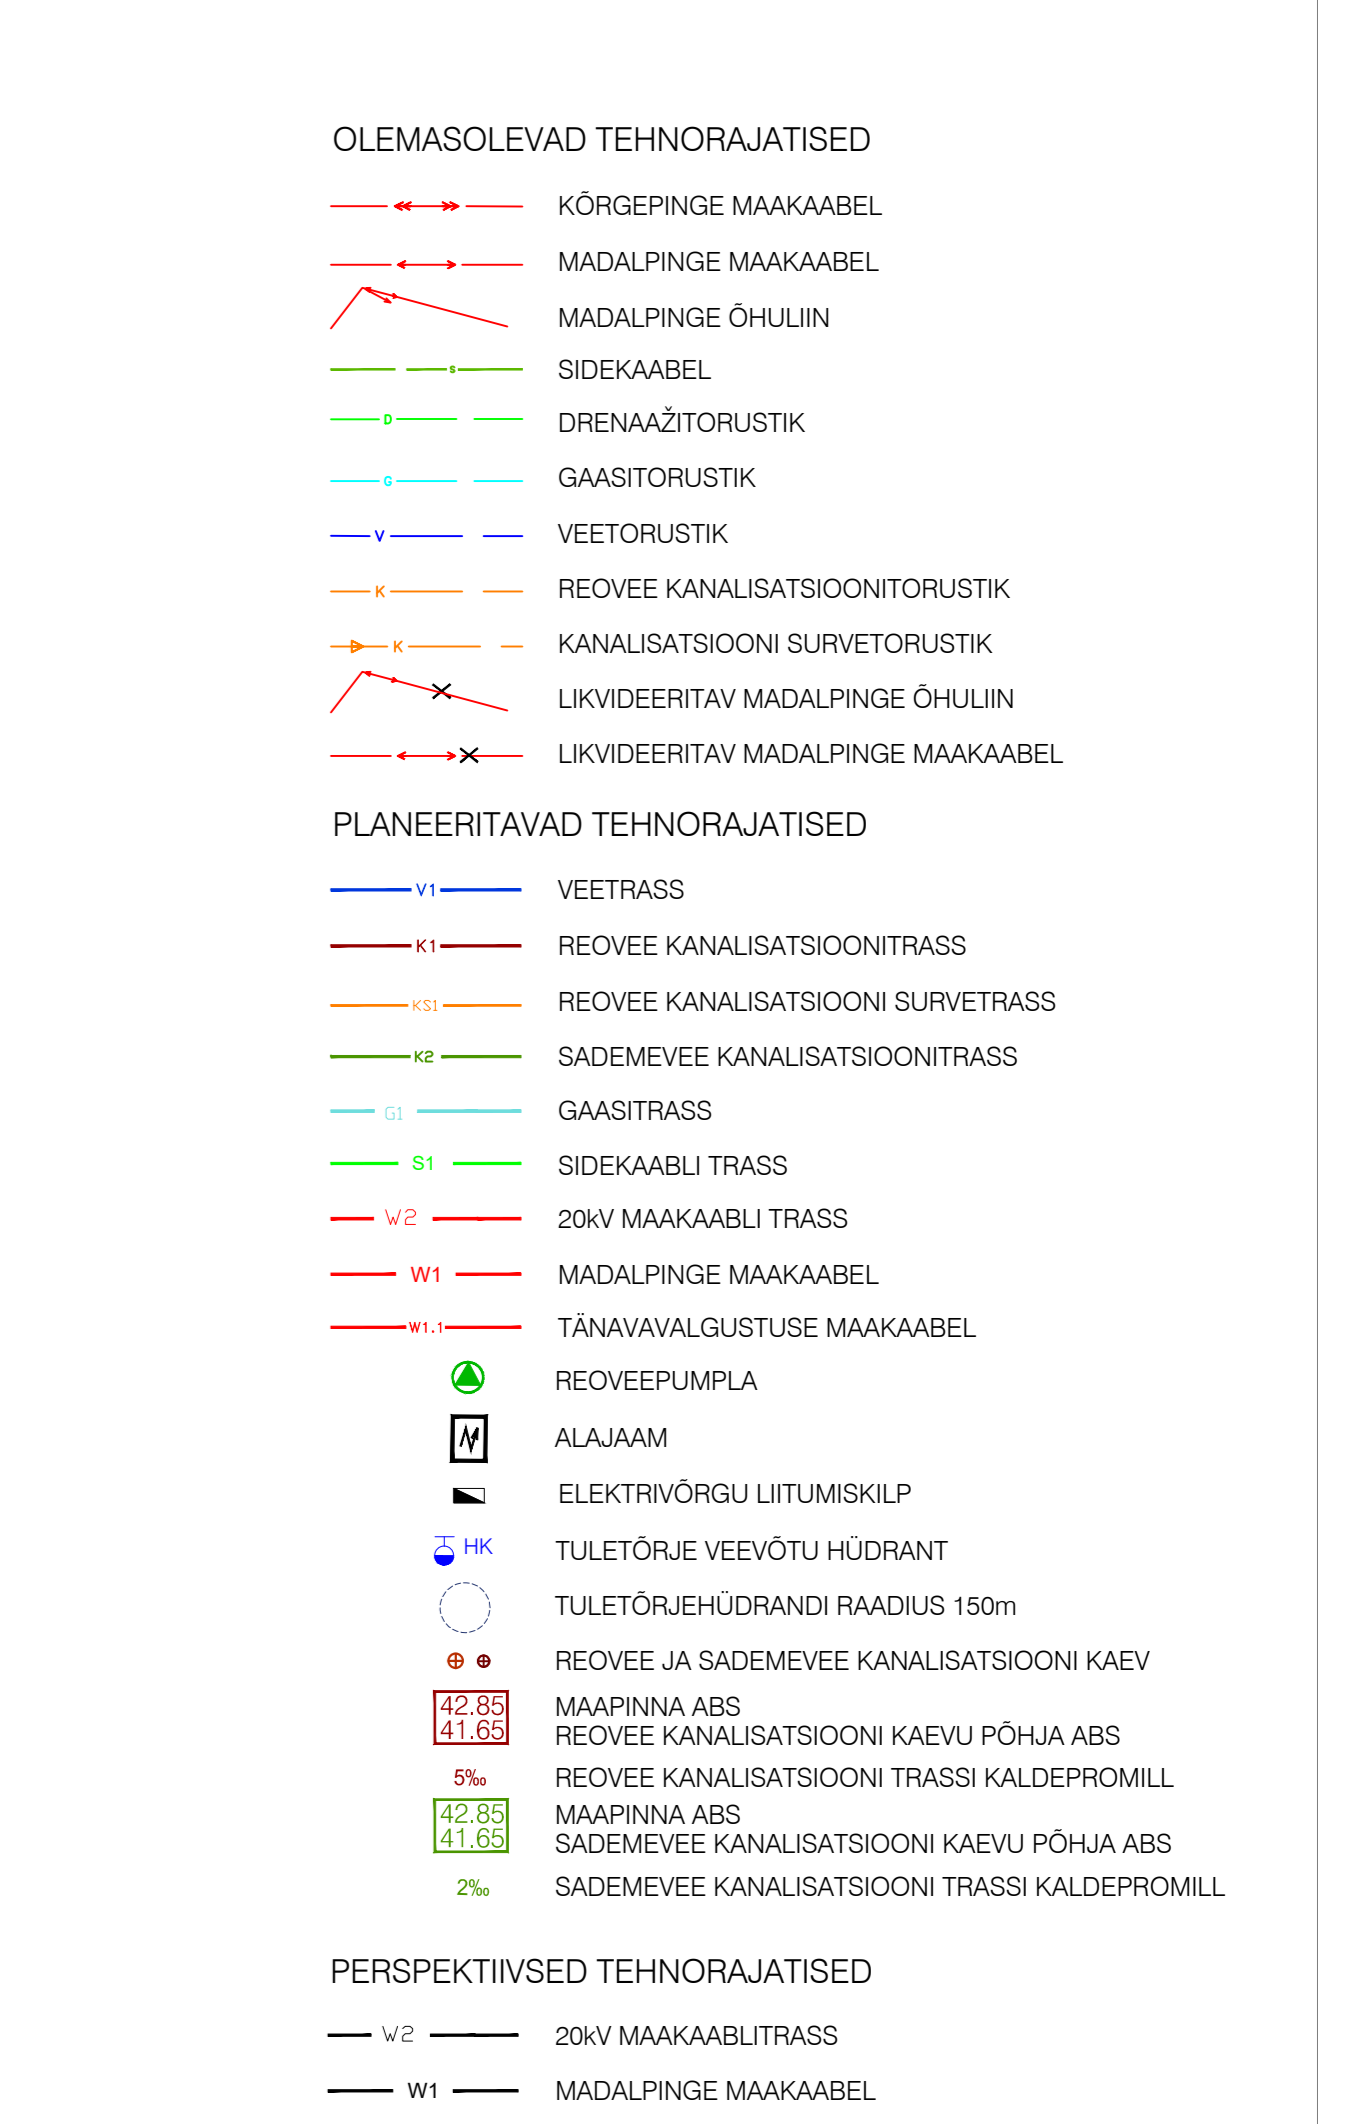 OLEMASOLEVAD TEHNORAJATISED
KÕRGEPINGE MAAKAABEL
MADALPINGE MAAKAABEL
MADALPINGE ÕHULIIN
s SIDEKAABEL
D DRENAAŽITORUSTIK
G GAASITORUSTIK
V VEETORUSTIK
K REOVEE KANALISATSIOONITORUSTIK
K KANALISATSIOONI SURVETORUSTIK
LIKVIDEERITAV MADALPINGE ÕHULIIN
LIKVIDEERITAV MADALPINGE MAAKAABEL
PLANEERITAVAD TEHNORAJATISED
V1 VEETRASS
K1 REOVEE KANALISATSIOONITRASS
KS1 REOVEE KANALISATSIOONI SURVETRASS
K2 SADEMEVEE KANALISATSIOONITRASS
G1 GAASITRASS
S1 SIDEKAABLI TRASS
W2 20kV MAAKAABLI TRASS
W1 MADALPINGE MAAKAABEL
W1.1 TÄNAVAVALGUSTUSE MAAKAABEL
REOVEEPUMPLA
ALAJAAM
ELEKTRIVÕRGU LIITUMISKILP
HK TULETÕRJE VEEVÕTU HÜDRANT
TULETÕRJEHÜDRANDI RAADIUS 150m
REOVEE JA SADEMEVEE KANALISATSIOONI KAEV
42.85 MAAPINNA ABS
41.65 REOVEE KANALISATSIOONI KAEVU PÕHJA ABS
5‰ REOVEE KANALISATSIOONI TRASSI KALDEPROMILL
42.85 MAAPINNA ABS
41.65 SADEMEVEE KANALISATSIOONI KAEVU PÕHJA ABS
2‰ SADEMEVEE KANALISATSIOONI TRASSI KALDEPROMILL
PERSPEKTIIVSED TEHNORAJATISED
W2 20kV MAAKAABLITRASS
W1 MADALPINGE MAAKAABEL